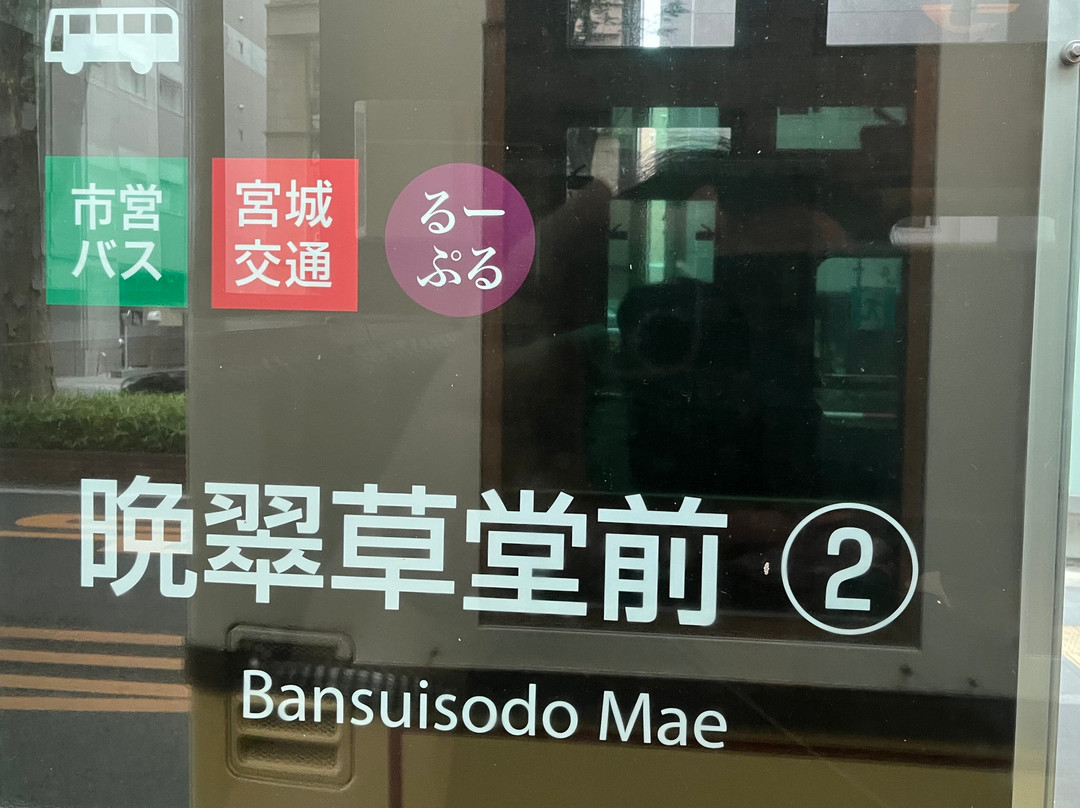 市営
バス
宮城
交通
るー
ぷる
晩翠草堂前 ②
Bansuisodo Mae